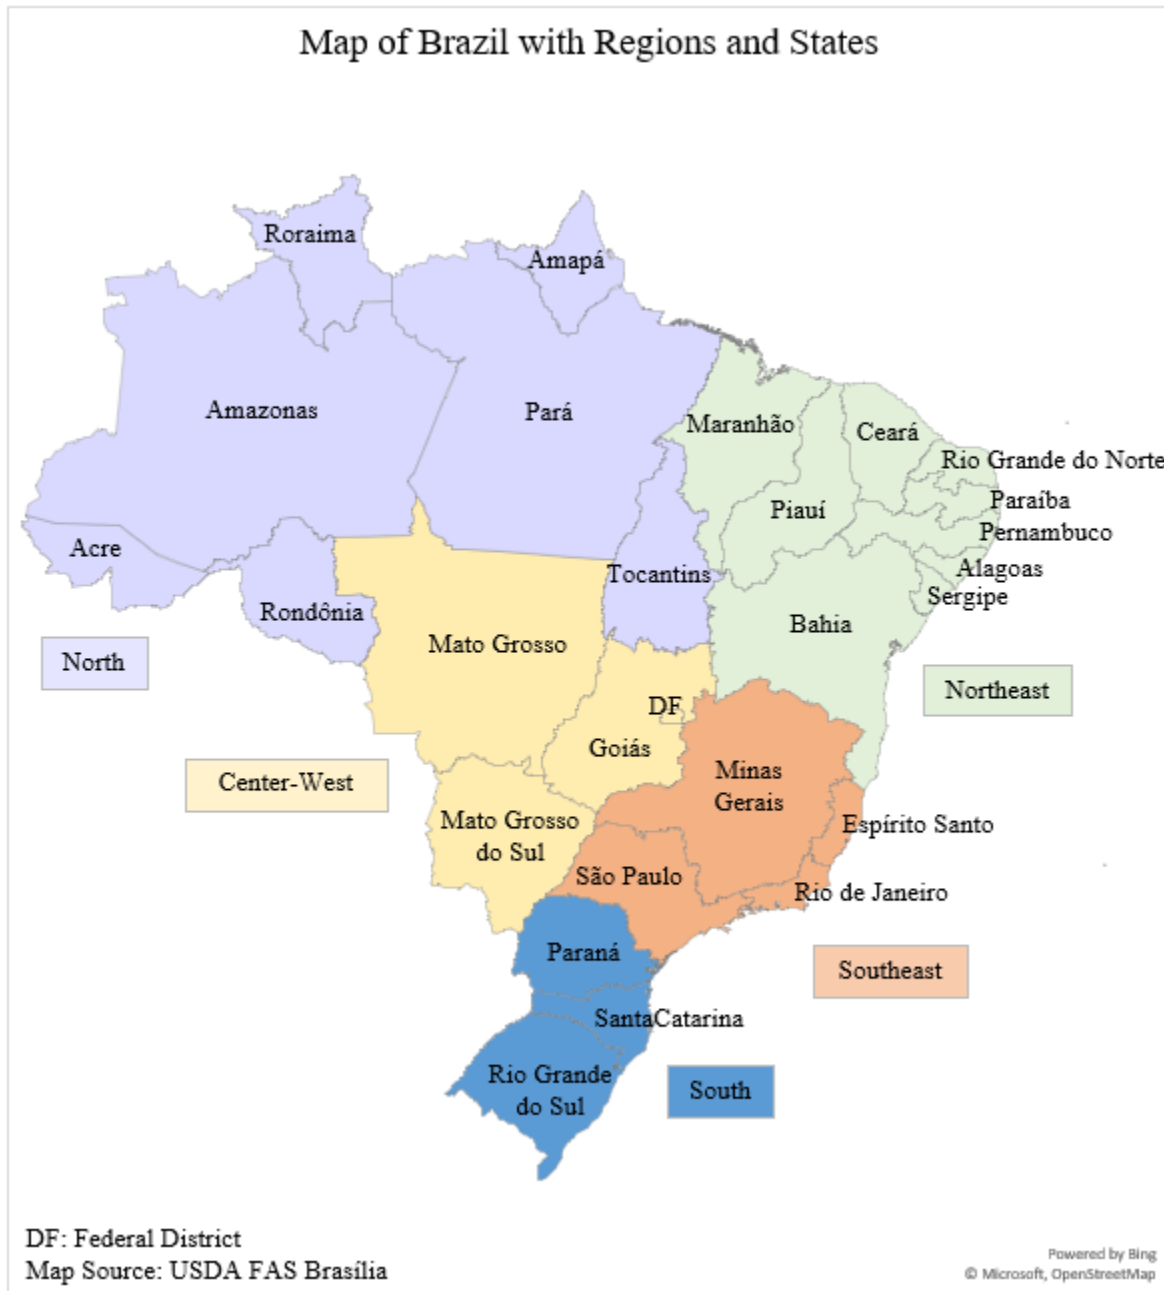 Map of Brazil with Regions and States
Roraima
Amapá
Amazonas
Pará
Maranhão
Ceará
Rio Grande do Norte
Paraíba
Piauí
Pernambuco
Acre
Alagoas
Tocantins
Sergipe
Rondônia
Bahia
Mato Grosso
North
Northeast
DF
Goiás
Minas
Gerais
Center-West
Mato Grosso
do Sul
Espírito Santo
São Paulo
Rio de Janeiro
Paraná
Southeast
SantaCatarina
Rio Grande
do Sul
South
DF: Federal District
Map Source: USDA FAS Brasília
Powered by Bing
© Microsoft, OpenStreetMap